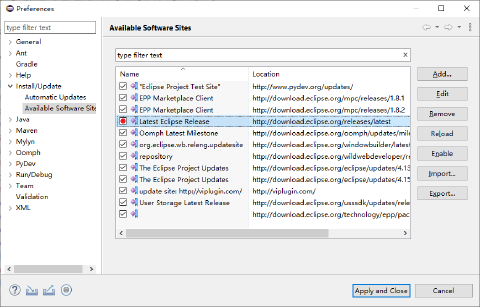 Preferences
type filter text
General
Ant
Gradle
Help
Install/Update
Automatic Updates
Available Software Site
Java
Maven
Mylyn
Oomph
PyDev
Run/Debug
Team
Validation
XML
Available Software Sites
type filter text
Name Location
"Eclipse Project Test Site" http://www.pydev.org/updates/
EPP Marketplace Client http://download.eclipse.org/mpc/releases/1.8.1
EPP Marketplace Client http://download.eclipse.org/mpc/releases/1.8.2
Latest Eclipse Release http://download.eclipse.org/releases/latest
Oomph Latest Milestone http://download.eclipse.org/oomph/updates/mile
org.eclipse.wb.releng.updatesite http://download.eclipse.org/windowbuilder/lates
repository http://download.eclipse.org/wildwebdeveloper/re
The Eclipse Project Updates http://download.eclipse.org/eclipse/updates/4.13
The Eclipse Project Updates http://download.eclipse.org/eclipse/updates/4.15
update site: http://viplugin.com/ http://viplugin.com/
User Storage Latest Release http://download.eclipse.org/usssdk/updates/rele
http://download.eclipse.org/technology/epp/pac
Add...
Edit
Remove
Reload
Enable
Import...
Export...
Apply and Close
Cancel